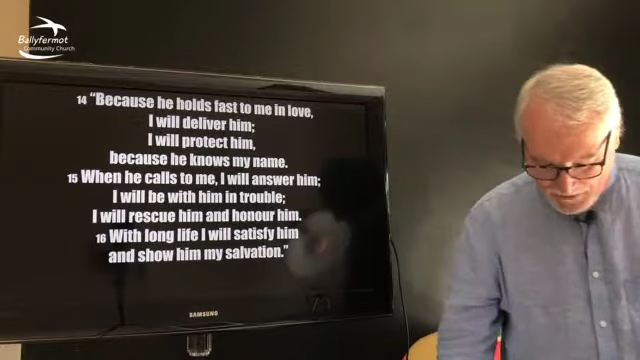 Ballyfermot
Community Church
14 “Because he holds fast to me in love,
I will deliver him;
I will protect him,
because he knows my name.
15 When he calls to me, I will answer him;
I will be with him in trouble;
I will rescue him and honour him.
16 With long life I will satisfy him
and show him my salvation.”
SAMSUNG